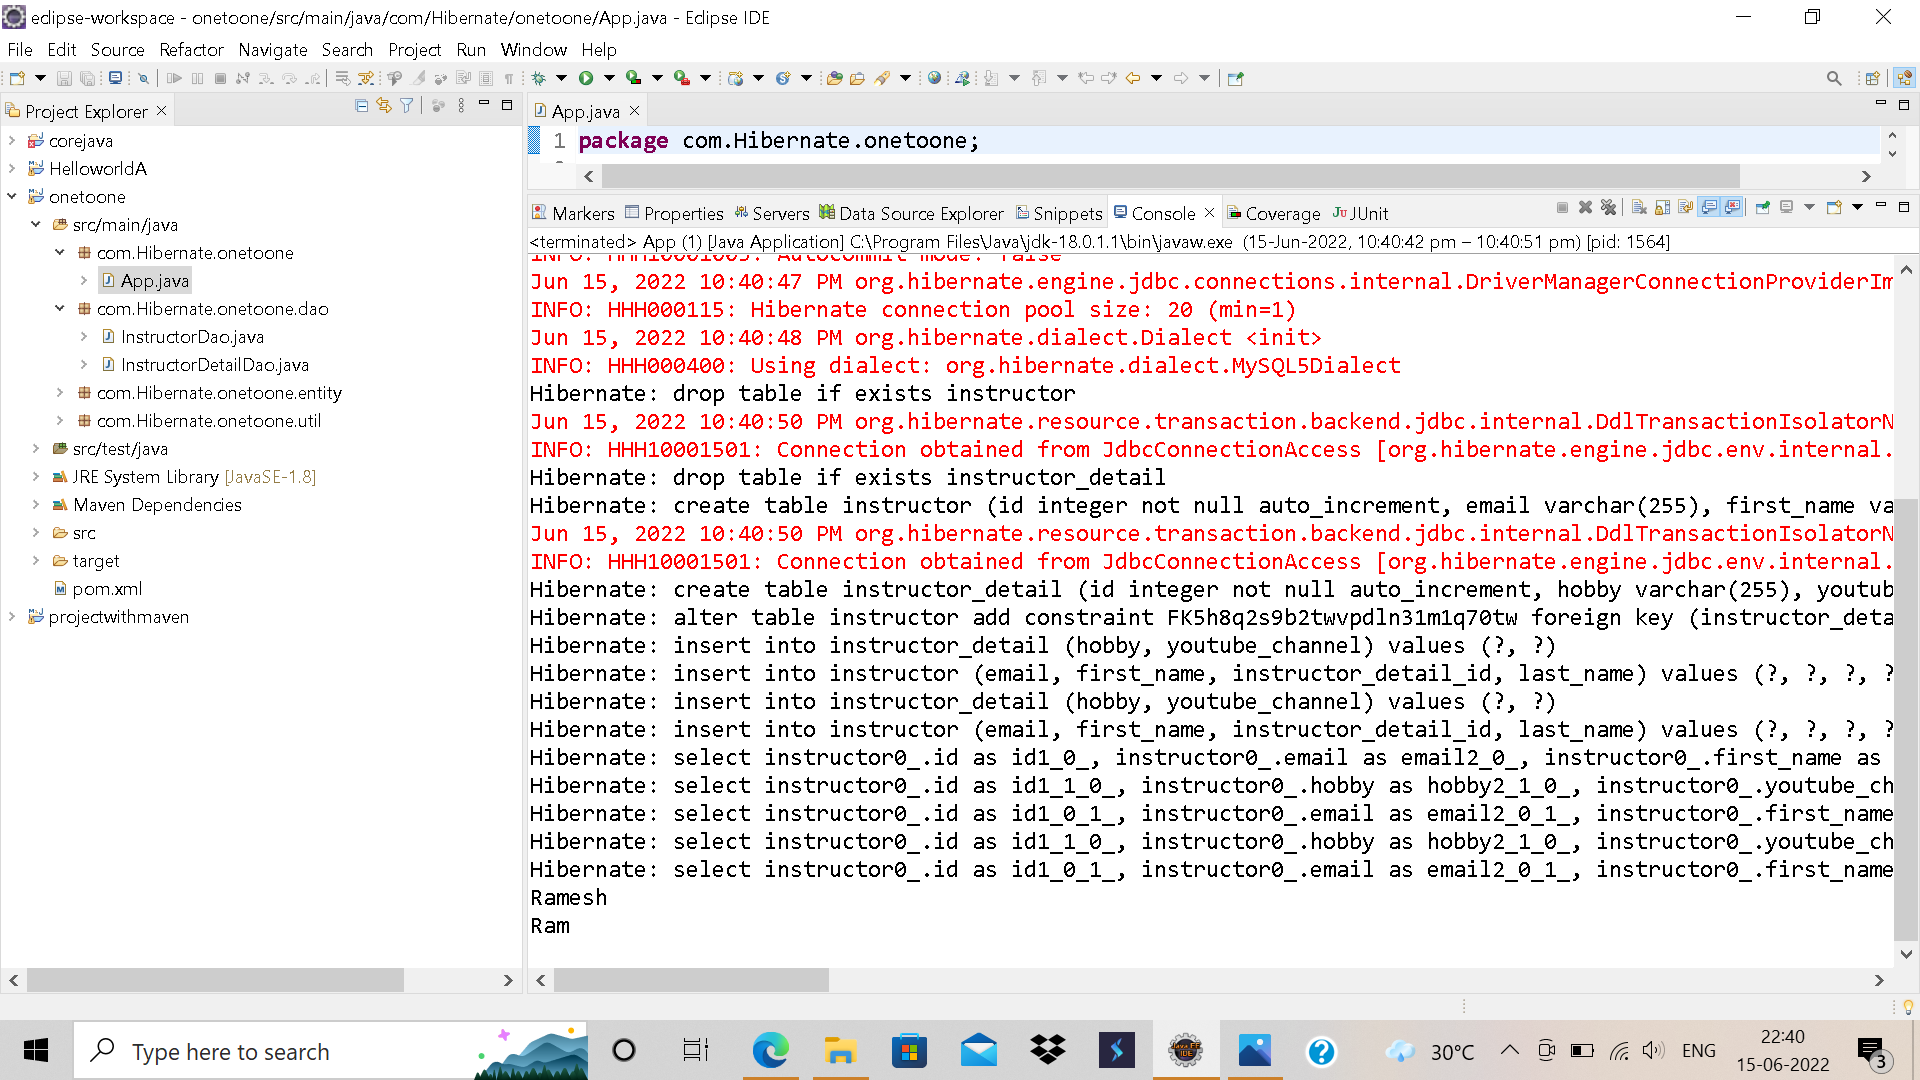 eclipse-workspace - onetoone/src/main/java/com/Hibernate/onetoone/App.java - Eclipse IDE
File Edit Source Refactor Navigate Search Project Run Window Help
Project Explorer
corejava
HelloworldA
onetoone
src/main/java
com.Hibernate.onetoone
App.java
com.Hibernate.onetoone.dao
InstructorDao.java
InstructorDetailDao.java
com.Hibernate.onetoone.entity
com.Hibernate.onetoone.util
src/test/java
JRE System Library [JavaSE-1.8]
Maven Dependencies
src
target
pom.xml
projectwithmaven
App.java
1 package com.Hibernate.onetoone;
Markers Properties Servers Data Source Explorer Snippets Console Coverage JUnit
<terminated> App (1) [Java Application] C:\Program Files\Java\jdk-18.0.1.1\bin\javaw.exe (15-Jun-2022, 10:40:42 pm – 10:40:51 pm) [pid: 1564]
INFO: HHH10001003: Autocommit mode: false
Jun 15, 2022 10:40:47 PM org.hibernate.engine.jdbc.connections.internal.DriverManagerConnectionProviderIm
INFO: HHH000115: Hibernate connection pool size: 20 (min=1)
Jun 15, 2022 10:40:48 PM org.hibernate.dialect.Dialect <init>
INFO: HHH000400: Using dialect: org.hibernate.dialect.MySQL5Dialect
Hibernate: drop table if exists instructor
Jun 15, 2022 10:40:50 PM org.hibernate.resource.transaction.backend.jdbc.internal.DdlTransactionIsolatorN
INFO: HHH10001501: Connection obtained from JdbcConnectionAccess [org.hibernate.engine.jdbc.env.internal.
Hibernate: drop table if exists instructor_detail
Hibernate: create table instructor (id integer not null auto_increment, email varchar(255), first_name va
Jun 15, 2022 10:40:50 PM org.hibernate.resource.transaction.backend.jdbc.internal.DdlTransactionIsolatorN
INFO: HHH10001501: Connection obtained from JdbcConnectionAccess [org.hibernate.engine.jdbc.env.internal.
Hibernate: create table instructor_detail (id integer not null auto_increment, hobby varchar(255), youtub
Hibernate: alter table instructor add constraint FK5h8q2s9b2twvpdln31m1q70tw foreign key (instructor_deta
Hibernate: insert into instructor_detail (hobby, youtube_channel) values (?, ?)
Hibernate: insert into instructor (email, first_name, instructor_detail_id, last_name) values (?, ?, ?, ?
Hibernate: insert into instructor_detail (hobby, youtube_channel) values (?, ?)
Hibernate: insert into instructor (email, first_name, instructor_detail_id, last_name) values (?, ?, ?, ?
Hibernate: select instructor0_.id as id1_0_, instructor0_.email as email2_0_, instructor0_.first_name as
Hibernate: select instructor0_.id as id1_1_0_, instructor0_.hobby as hobby2_1_0_, instructor0_.youtube_ch
Hibernate: select instructor0_.id as id1_0_1_, instructor0_.email as email2_0_1_, instructor0_.first_name
Hibernate: select instructor0_.id as id1_1_0_, instructor0_.hobby as hobby2_1_0_, instructor0_.youtube_ch
Hibernate: select instructor0_.id as id1_0_1_, instructor0_.email as email2_0_1_, instructor0_.first_name
Ramesh
Ram
Type here to search
30°C
ENG
22:40
15-06-2022
3